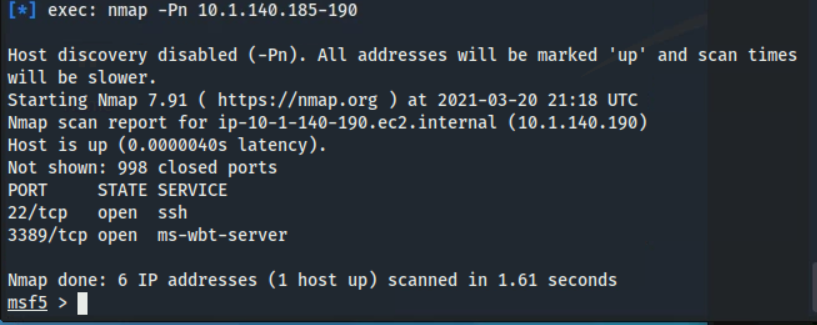 [*] exec: nmap -Pn 10.1.140.185-190
Host discovery disabled (-Pn). All addresses will be marked 'up' and scan times
will be slower.
Starting Nmap 7.91 ( https://nmap.org ) at 2021-03-20 21:18 UTC
Nmap scan report for ip-10-1-140-190.ec2.internal (10.1.140.190)
Host is up (0.0000040s latency).
Not shown: 998 closed ports
PORT     STATE SERVICE
22/tcp   open  ssh
3389/tcp open  ms-wbt-server
Nmap done: 6 IP addresses (1 host up) scanned in 1.61 seconds
msf5 >